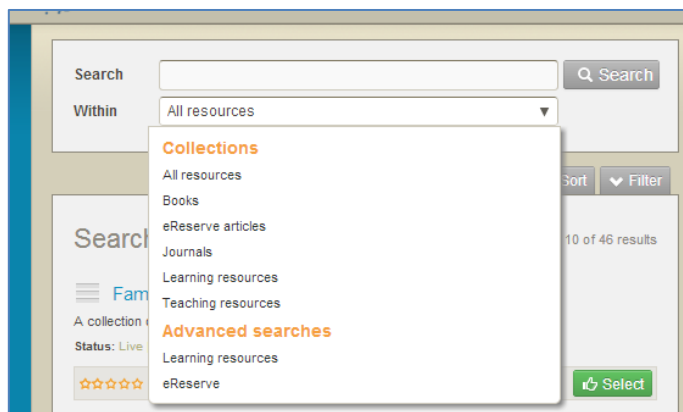 Search
Search
Within All resources
Collections
All resources
Books
eReserve articles
Journals
Learning resources
Teaching resources
Advanced searches
Learning resources
eReserve
Sort Filter
Search
10 of 46 results
Fam
A collection
Status: Live
Select